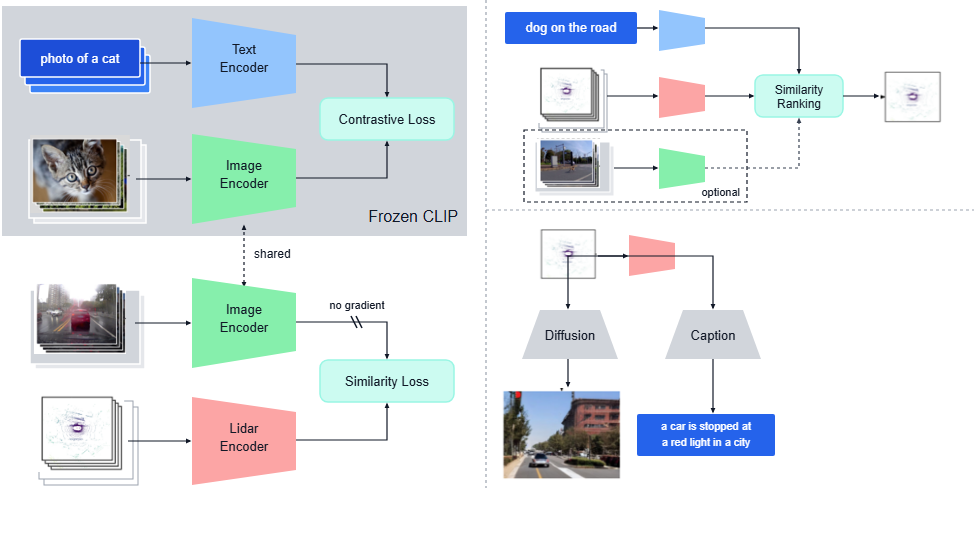 photo of a cat
Text
Encoder
Contrastive Loss
Image
Encoder
Frozen CLIP
shared
Image
Encoder
no gradient
Similarity Loss
Lidar
Encoder
dog on the road
Similarity
Ranking
optional
Diffusion
Caption
a car is stopped at
a red light in a city